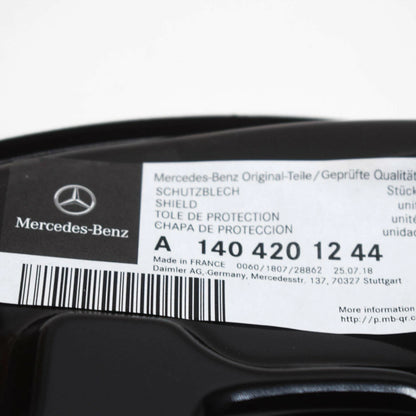 Mercedes-Benz
Mercedes-Benz Original-Teile/Geprüfte Qualität
SCHUTZBLECH Stück
SHIELD unit
TOLE DE PROTECTION unité
CHAPA DE PROTECCION unidad
A 140 420 12 44
Made in FRANCE 0060/1807/28862 25.07.18
Daimler AG, Germany, Mercedesstr. 137, 70327 Stuttgart
More information
http://p.mb-qr.co